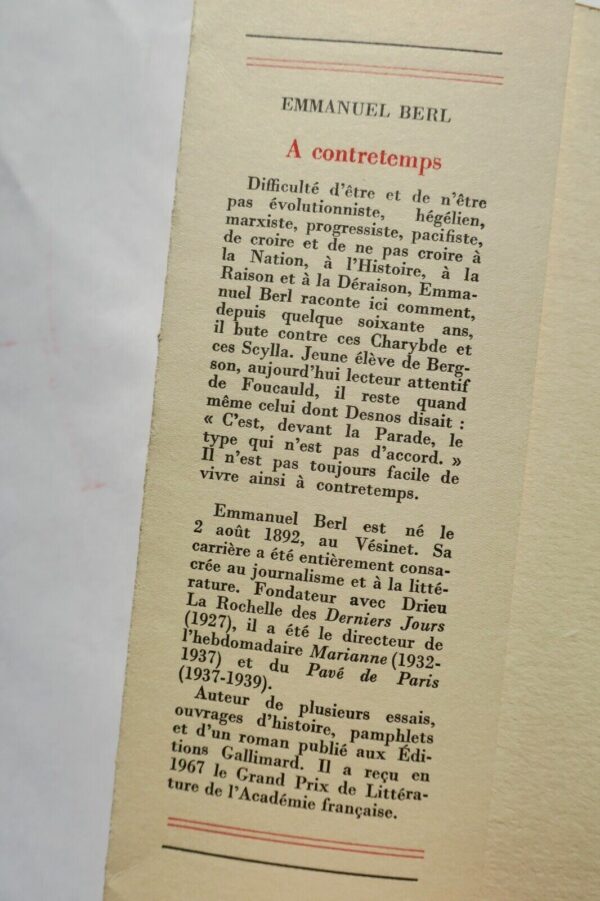 EMMANUEL BERL
A contretemps
Difficulté d'être et de n'être
pas évolutionniste, hégélien,
marxiste, progressiste, pacifiste,
de croire et de ne pas croire à
la Nation, à l'Histoire, à la
Raison et à la Déraison, Emma-
nuel Berl raconte ici comment,
depuis quelque soixante ans,
il bute contre ces Charybde et
ces Scylla. Jeune élève de Berg-
son, aujourd'hui lecteur attentif
de Foucauld, il reste quand
même celui dont Desnos disait :
« C'est, devant la Parade, le
type qui n'est pas d'accord. »
Il n'est pas toujours facile de
vivre ainsi à contretemps.
Emmanuel Berl est né le
2 août 1892, au Vésinet. Sa
carrière a été entièrement consa-
crée au journalisme et à la litté-
rature. Fondateur avec Drieu
La Rochelle des Derniers Jours
(1927), il a été le directeur de
l'hebdomadaire Marianne (1932-
1937) et du Pavé de Paris
(1937-1939).
Auteur de plusieurs essais,
ouvrages d'histoire, pamphlets
et d'un roman publié aux Édi-
tions Gallimard. Il a reçu en
1967 le Grand Prix de Littéra-
ture de l'Académie française.